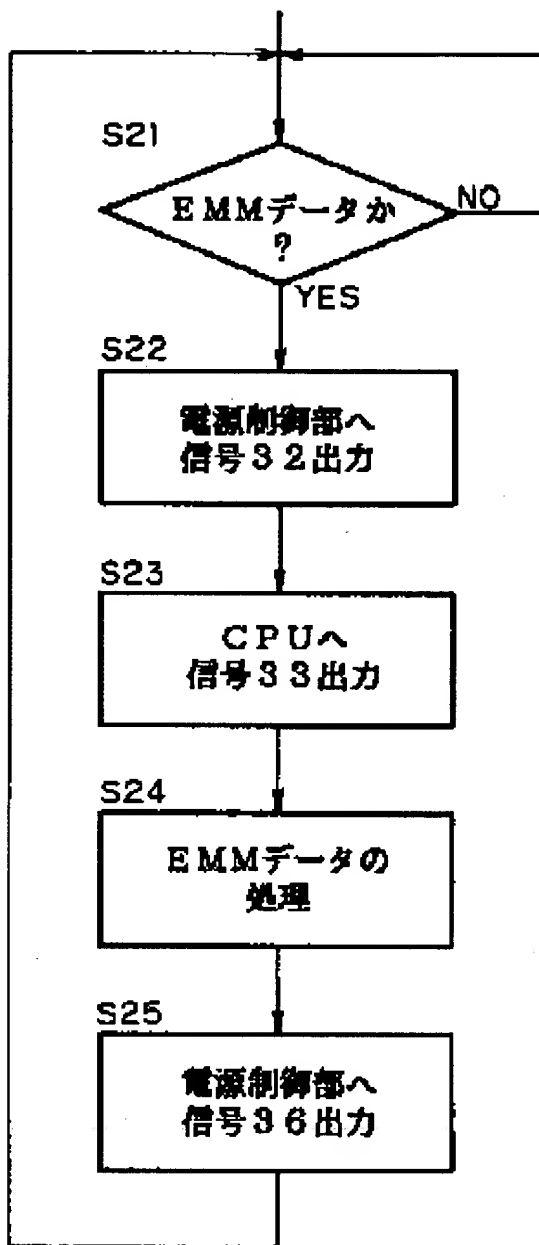 S21
EMMデータか
?
NO
YES
S22
電源制御部へ
信号32出力
S23
CPUへ
信号33出力
S24
EMMデータの
処理
S25
電源制御部へ
信号36出力